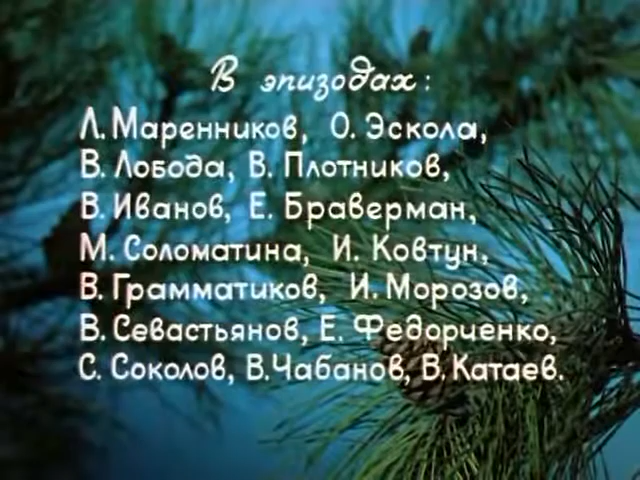 В эпизодах:
Л. Маренников, О. Эскола,
В. Лобода, В. Плотников,
В. Иванов, Е. Браверман,
М. Соломатина, И. Ковтун,
В. Грамматиков, И. Морозов,
В. Севастьянов, Е. Федорченко,
С. Соколов, В. Чабанов, В. Катаев.